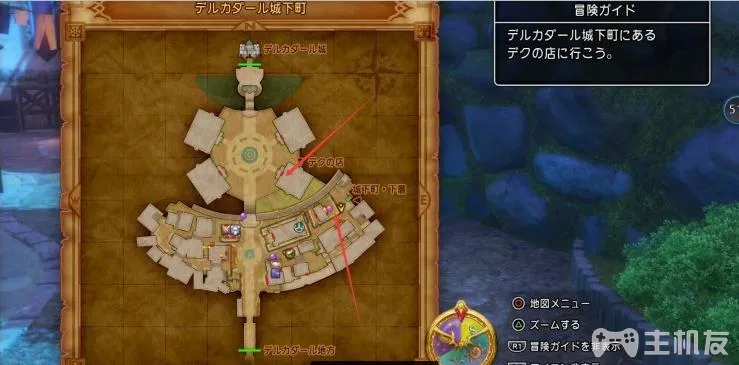 デルカダール城下町
デルカダール城
デクの店
城下町・下層
デルカダール地方
W
E
冒険ガイド
デルカダール城下町にある
デクの店に行こう。
51
地図メニュー
ズームする
R1 冒険ガイドを非表示
主机友